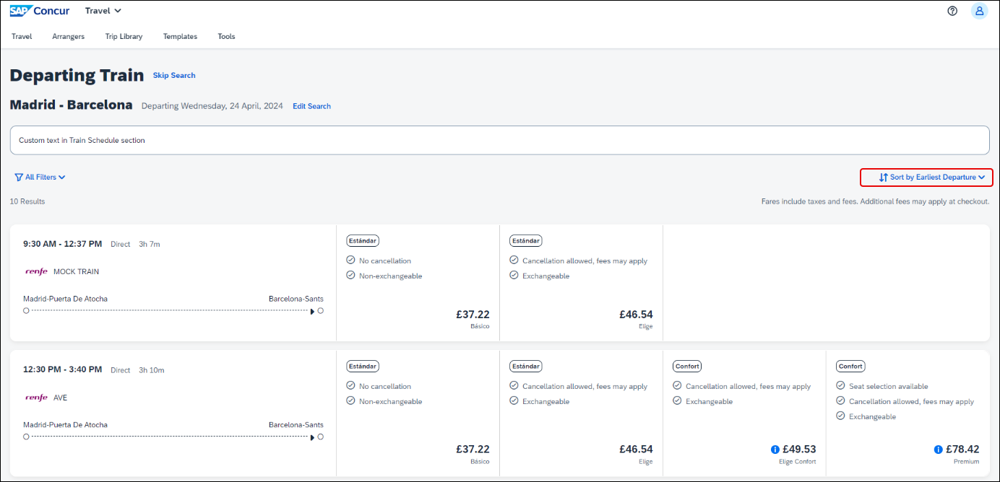 SAP Concur Travel
Travel Arrangers Trip Library Templates Tools
Departing Train Skip Search
Madrid - Barcelona Departing Wednesday, 24 April, 2024 Edit Search
Custom text in Train Schedule section
All Filters Sort by Earliest Departure
10 Results Fares include taxes and fees. Additional fees may apply at checkout.
9:30 AM - 12:37 PM Direct 3h 7m
renfe MOCK TRAIN
Madrid-Puerta De Atocha Barcelona-Sants
Estándar
No cancellation
Non-exchangeable
£37.22
Básico
Estándar
Cancellation allowed, fees may apply
Exchangeable
£46.54
Elige
12:30 PM - 3:40 PM Direct 3h 10m
renfe AVE
Madrid-Puerta De Atocha Barcelona-Sants
Estándar
No cancellation
Non-exchangeable
£37.22
Básico
Estándar
Cancellation allowed, fees may apply
Exchangeable
£46.54
Elige
Confort
Cancellation allowed, fees may apply
Exchangeable
£49.53
Elige Confort
Confort
Seat selection available
Cancellation allowed, fees may apply
Exchangeable
£78.42
Premium